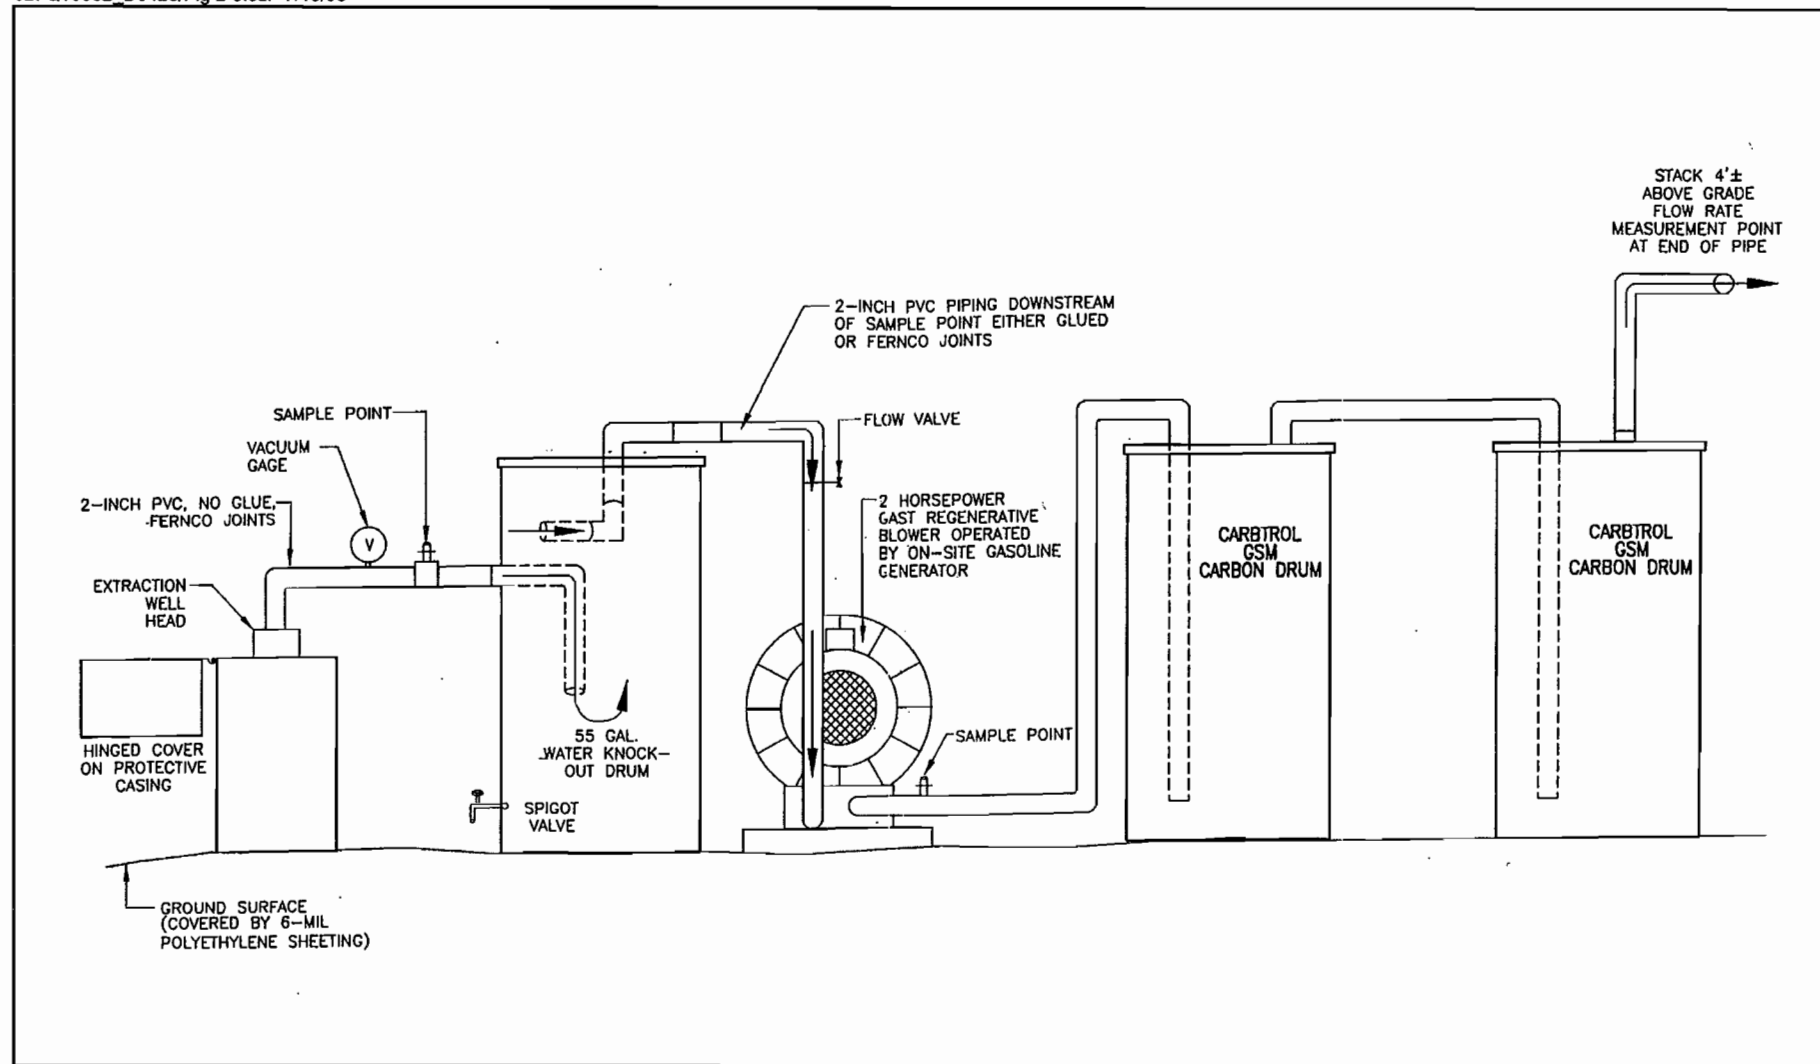 STACK 4'±
ABOVE GRADE
FLOW RATE
MEASUREMENT POINT
AT END OF PIPE
2-INCH PVC PIPING DOWNSTREAM
OF SAMPLE POINT EITHER GLUED
OR FERNCO JOINTS
SAMPLE POINT
FLOW VALVE
VACUUM
GAGE
2-INCH PVC, NO GLUE,
FERNCO JOINTS
V
2 HORSEPOWER
GAST REGENERATIVE
BLOWER OPERATED
BY ON-SITE GASOLINE
GENERATOR
CARBTROL
GSM
CARBON DRUM
CARBTROL
GSM
CARBON DRUM
EXTRACTION
WELL
HEAD
HINGED COVER
ON PROTECTIVE
CASING
55 GAL.
WATER KNOCK-
OUT DRUM
SAMPLE POINT
SPIGOT
VALVE
GROUND SURFACE
(COVERED BY 6-MIL
POLYETHYLENE SHEETING)